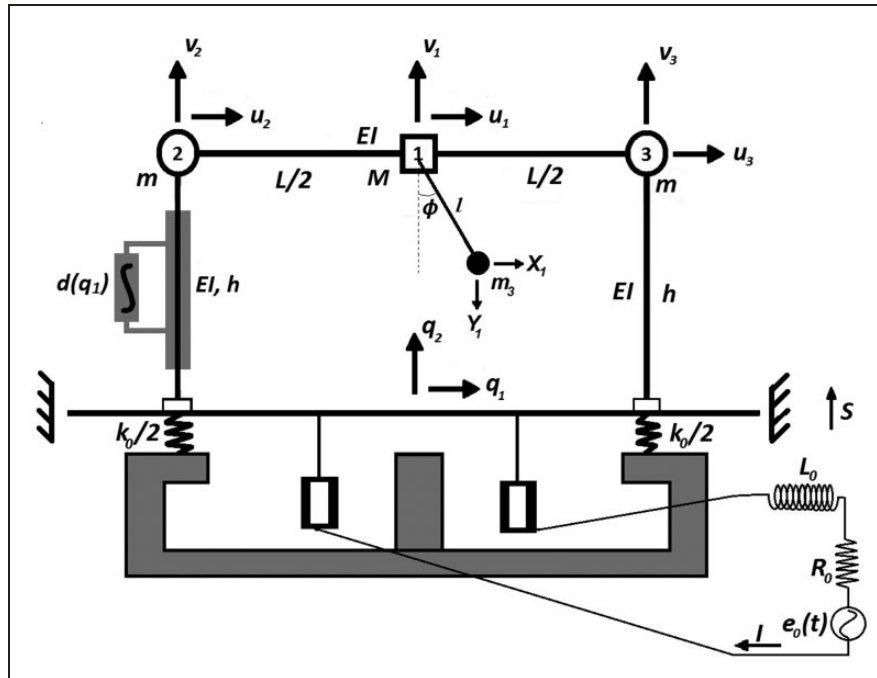 v₂
v₁
v₃
u₂
u₁
u₃
EI
2
1
3
m
L/2
M
L/2
m
ϕ
l
d(q₁)
EI, h
X₁
m₃
Y₁
EI
h
q₂
q₁
S
k₀/2
k₀/2
L₀
R₀
e₀(t)
I